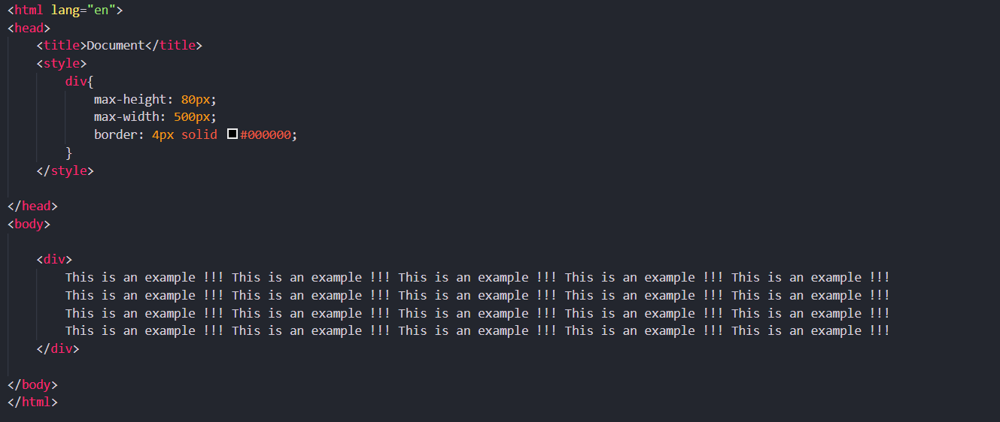 <html lang="en">
<head>
    <title>Document</title>
    <style>
        div{
            max-height: 80px;
            max-width: 500px;
            border: 4px solid #000000;
        }
    </style>

</head>
<body>

    <div>
        This is an example !!! This is an example !!! This is an example !!! This is an example !!! This is an example !!!
        This is an example !!! This is an example !!! This is an example !!! This is an example !!! This is an example !!!
        This is an example !!! This is an example !!! This is an example !!! This is an example !!! This is an example !!!
        This is an example !!! This is an example !!! This is an example !!! This is an example !!! This is an example !!!
    </div>

</body>
</html>